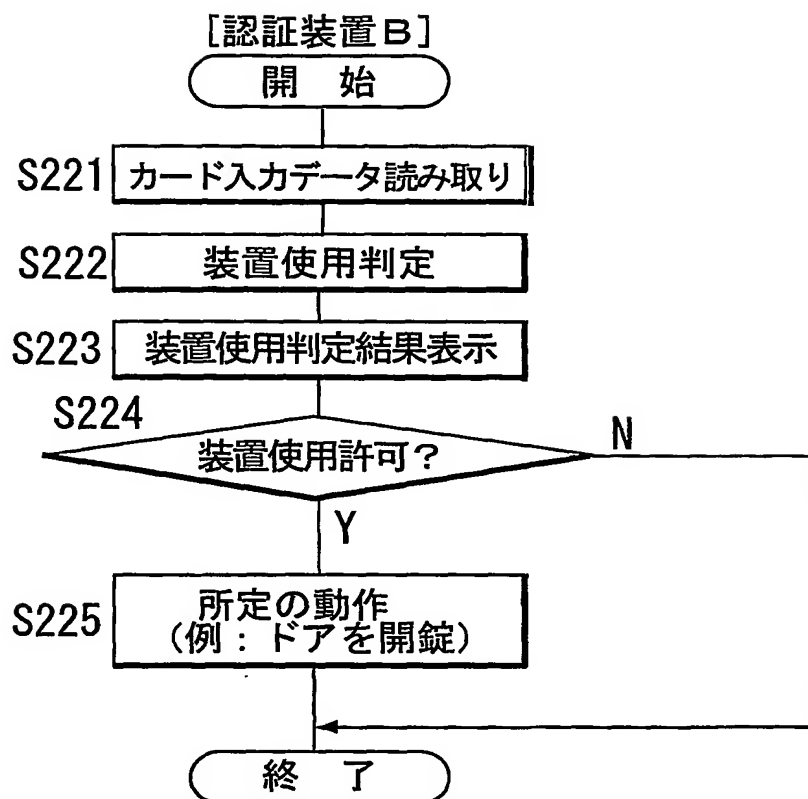 [認証装置B]
開 始
S221 カード入力データ読み取り
S222 装置使用判定
S223 装置使用判定結果表示
S224
装置使用許可?
N
Y
S225 所定の動作
(例:ドアを開錠)
終 了